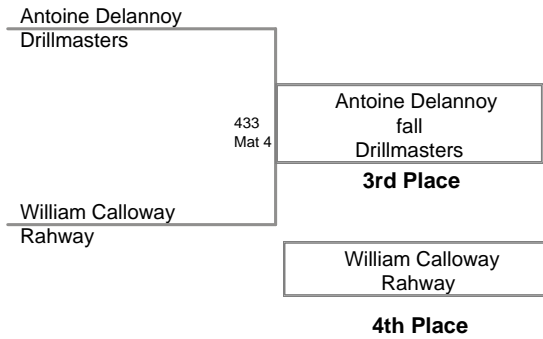 Antoine Delannoy
Drillmasters
433
Mat 4
Antoine Delannoy
fall
Drillmasters
3rd Place
William Calloway
Rahway
William Calloway
Rahway
4th Place